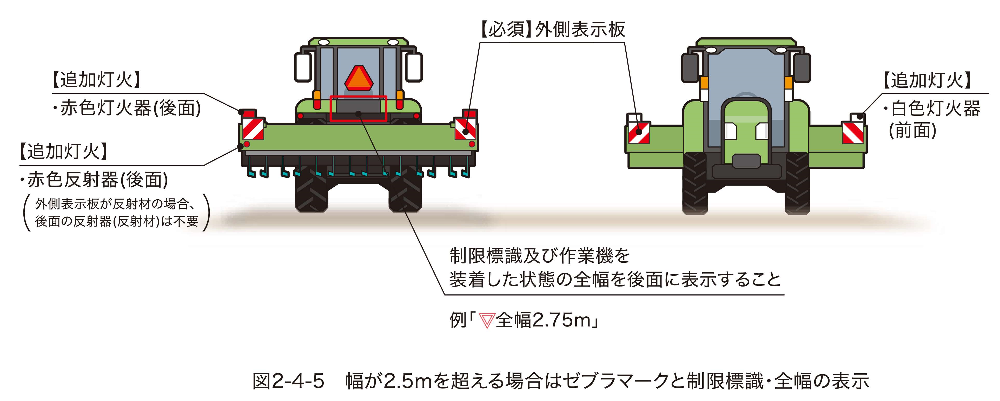 【必須】外側表示板
【追加灯火】
・赤色灯火器(後面)
【追加灯火】
・赤色反射器(後面)
(外側表示板が反射材の場合、
後面の反射器(反射材)は不要)
【追加灯火】
・白色灯火器
(前面)
制限標識及び作業機を
装着した状態の全幅を後面に表示すること
例「▽全幅2.75m」
図2-4-5　幅が2.5mを超える場合はゼブラマークと制限標識・全幅の表示